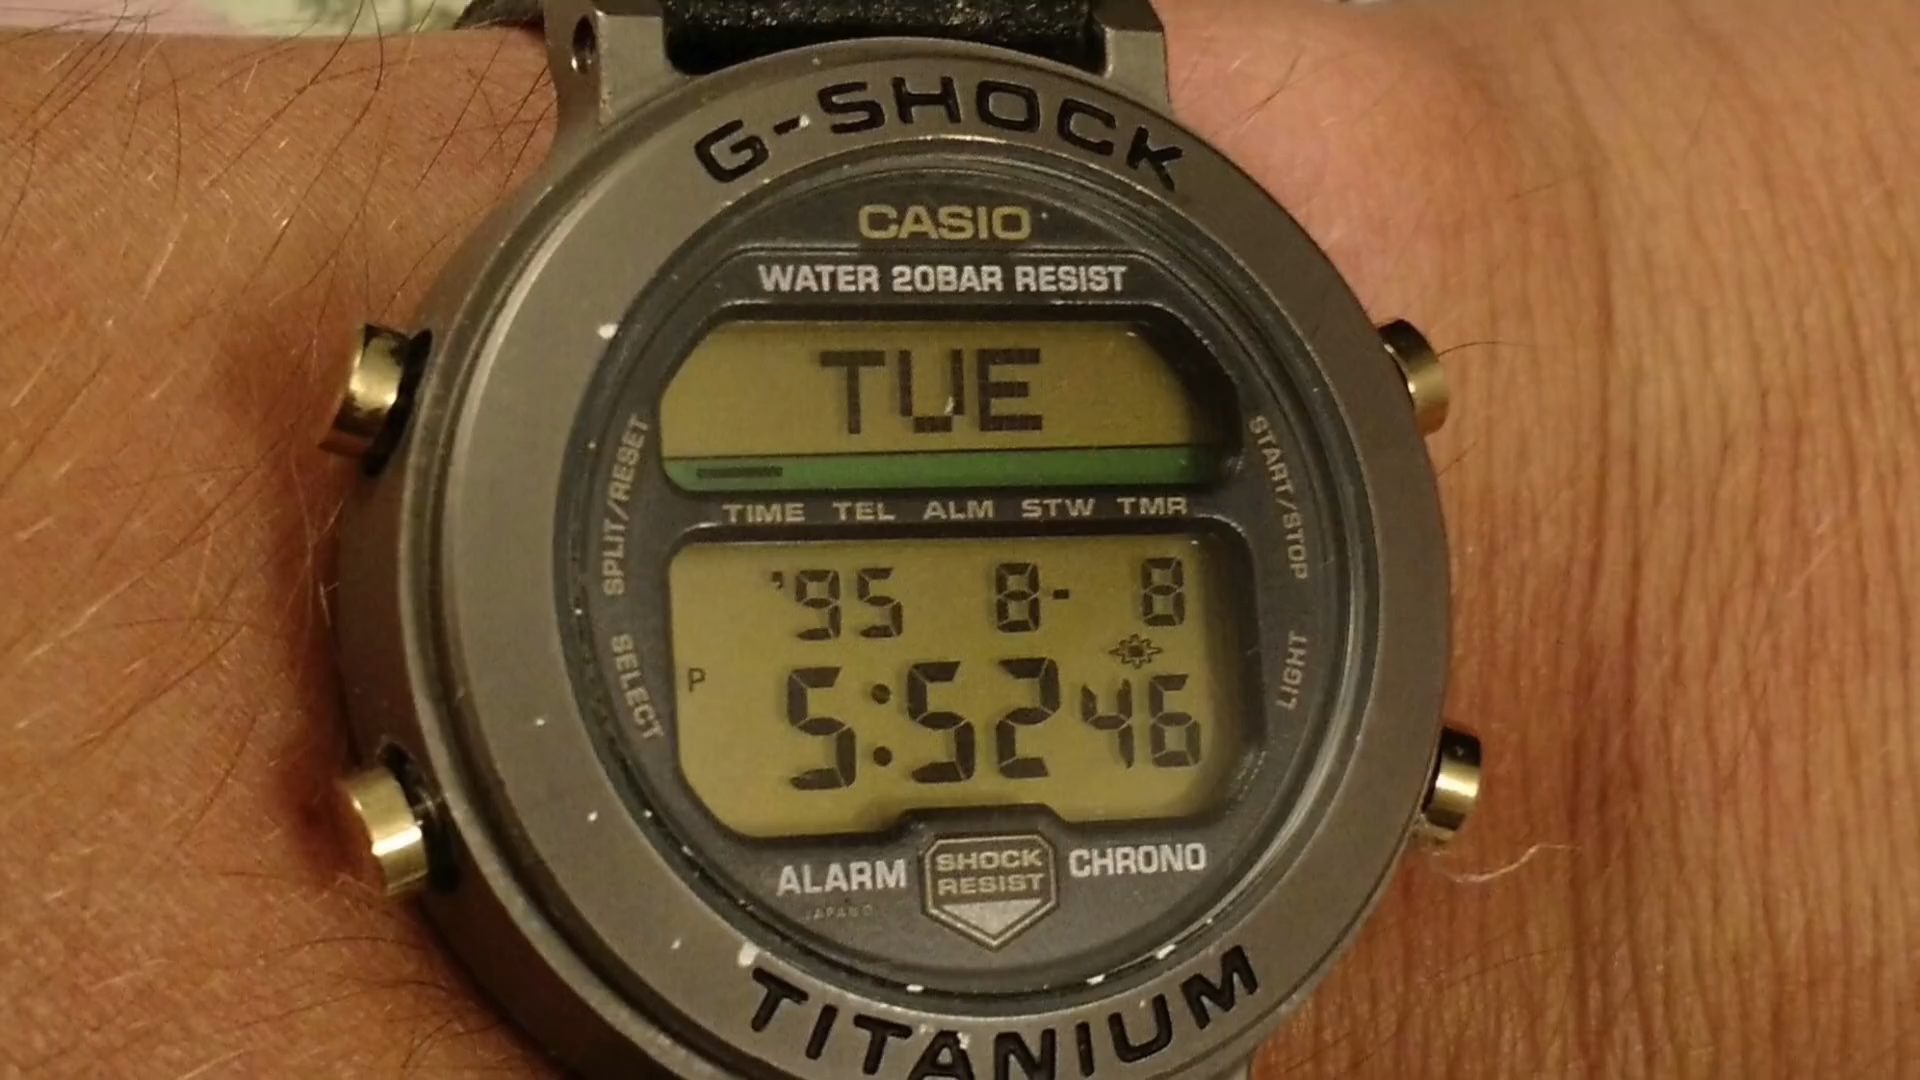 G-SHOCK
CASIO
WATER 20BAR RESIST
TUE
TIME TEL ALM STW TMR
SPLIT/RESET
START/STOP
SELECT
LIGHT
'95 8- 8
P 5:52 46
ALARM
SHOCK
RESIST
CHRONO
TITANIUM